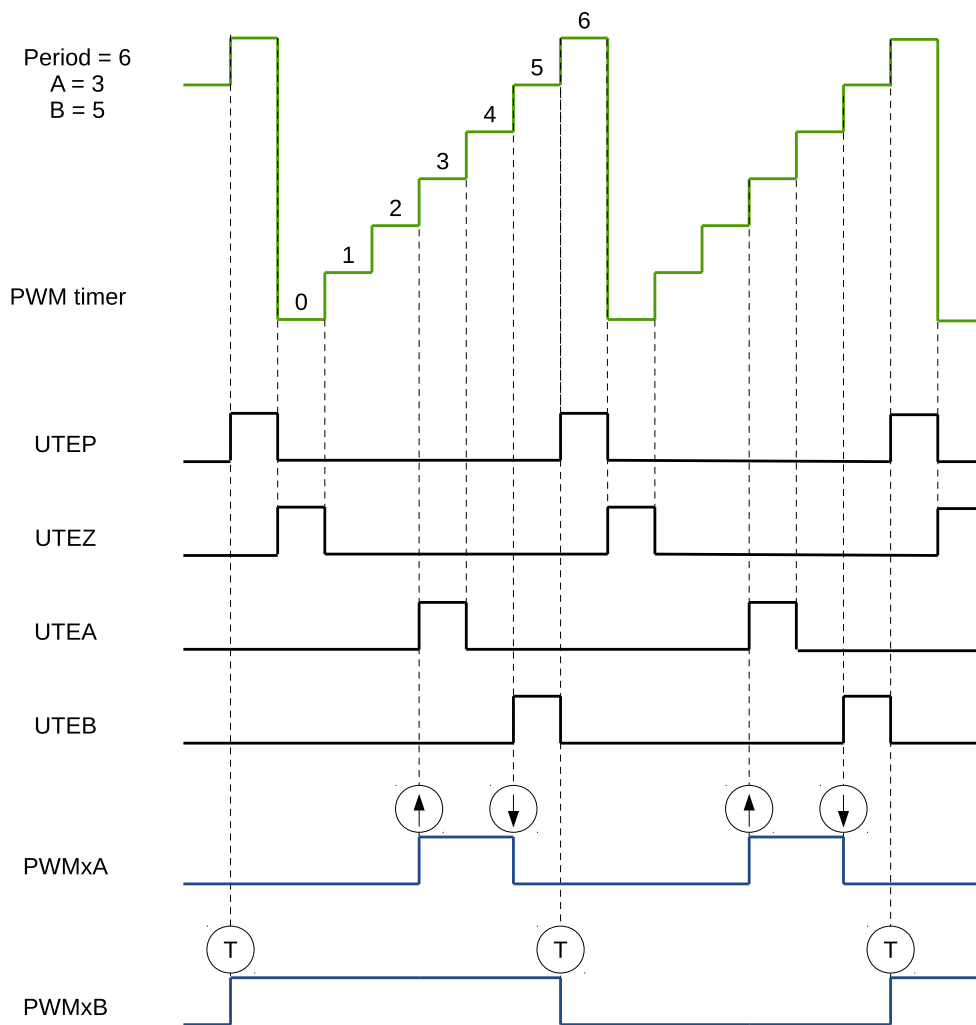 6
Period = 6
A = 3
B = 5
5
4
3
2
1
0
PWM timer
UTEP
UTEZ
UTEA
UTEB
PWMxA
T T T
PWMxB